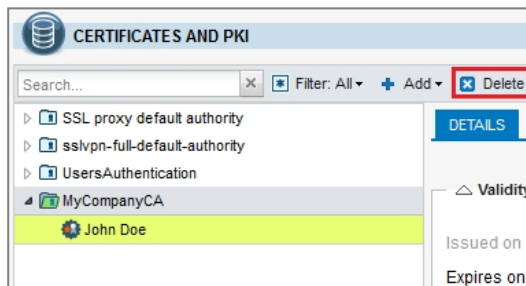 CERTIFICATES AND PKI
Search... Filter: All Add Delete
SSL proxy default authority
sslvpn-full-default-authority
UsersAuthentication
MyCompanyCA
John Doe
DETAILS
Validity
Issued on
Expires on